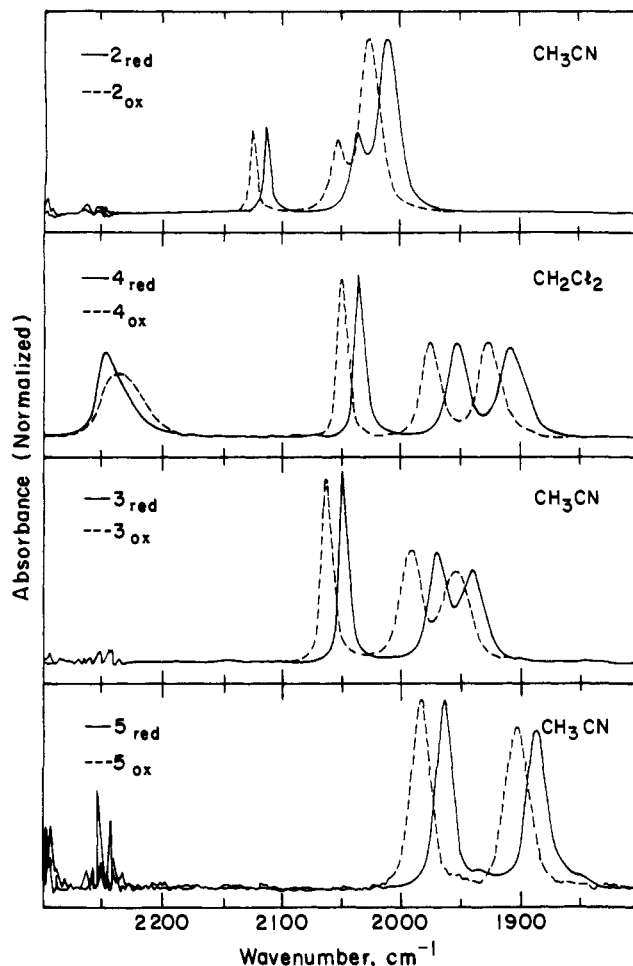 2red CH3CN
2ox
4red CH2Cl2
4ox
3red CH3CN
3ox
5red CH3CN
5ox
Absorbance (Normalized)
2200 2100 2000 1900
Wavenumber, cm−1